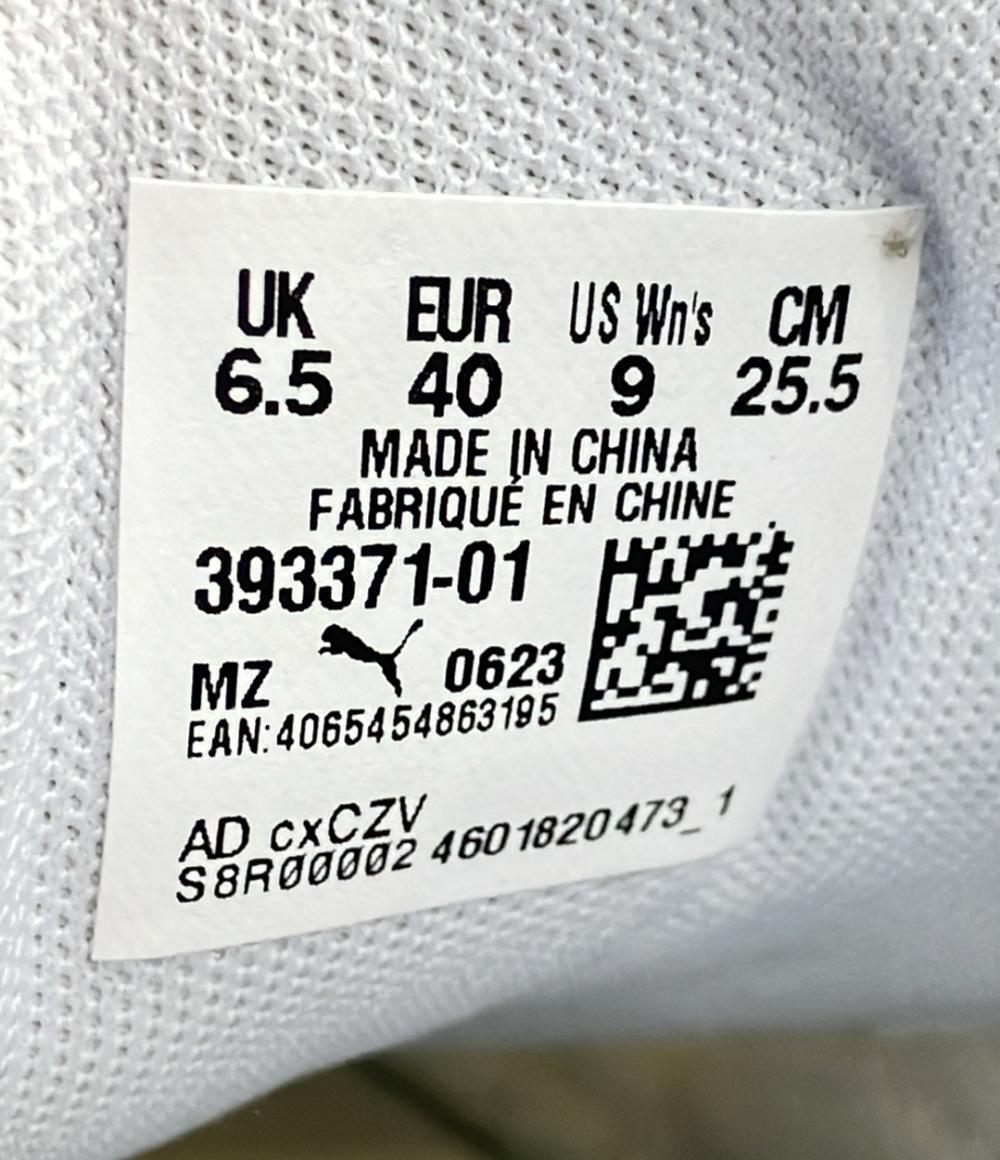 UK EUR US Wn's CM
6.5 40 9 25.5
MADE IN CHINA
FABRIQUÉ EN CHINE
393371-01
MZ 0623
EAN:4065454863195
AD cxCZV
S8R00002 4601820473_1